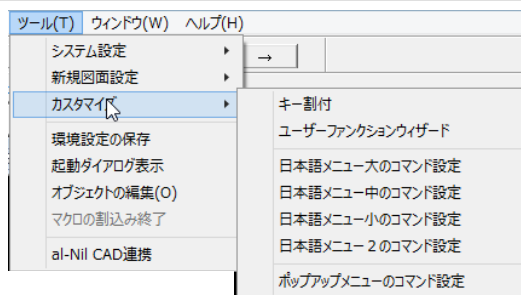 ツール(T) ウィンドウ(W) ヘルプ(H)
システム設定
→
新規図面設定
カスタマイズ
キー割付
ユーザーファンクションウィザード
環境設定の保存
起動ダイアログ表示
日本語メニュー大のコマンド設定
オブジェクトの編集(O)
日本語メニュー中のコマンド設定
マクロの割込み終了
日本語メニュー小のコマンド設定
日本語メニュー２のコマンド設定
al-Nil CAD連携
ポップアップメニューのコマンド設定